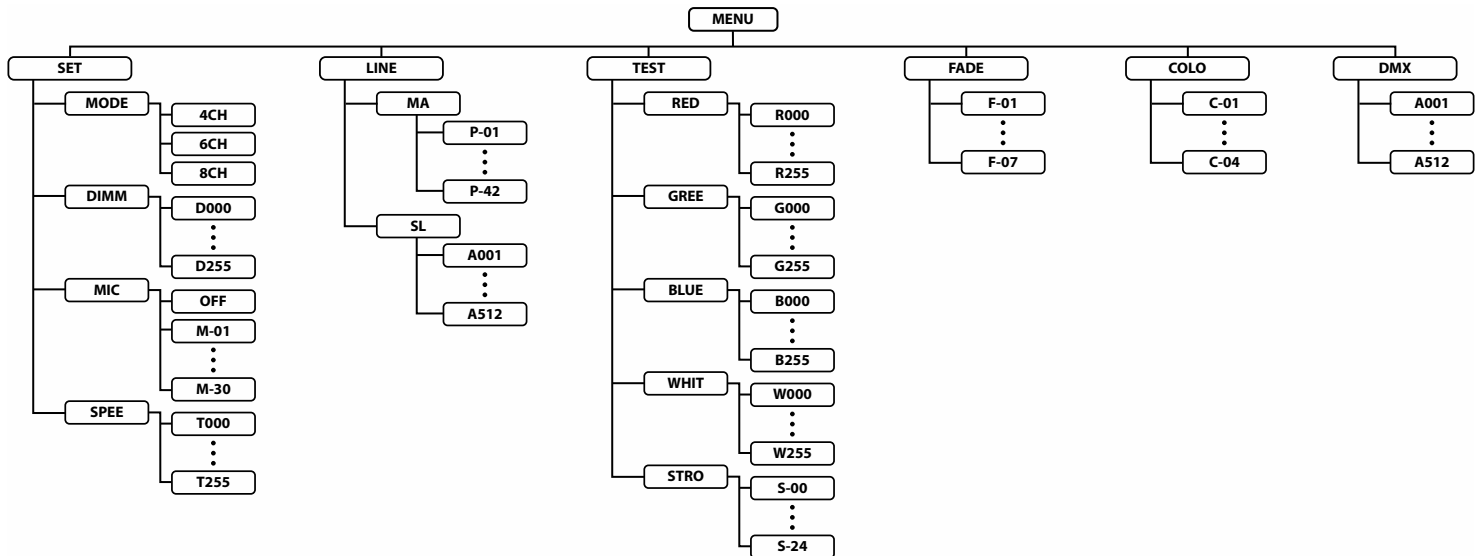 MENU
SET
MODE
4CH
6CH
8CH
DIMM
D000
D255
MIC
OFF
M-01
M-30
SPEE
T000
T255
LINE
MA
P-01
P-42
SL
A001
A512
TEST
RED
R000
R255
GREE
G000
G255
BLUE
B000
B255
WHIT
W000
W255
STRO
S-00
S-24
FADE
F-01
F-07
COLO
C-01
C-04
DMX
A001
A512